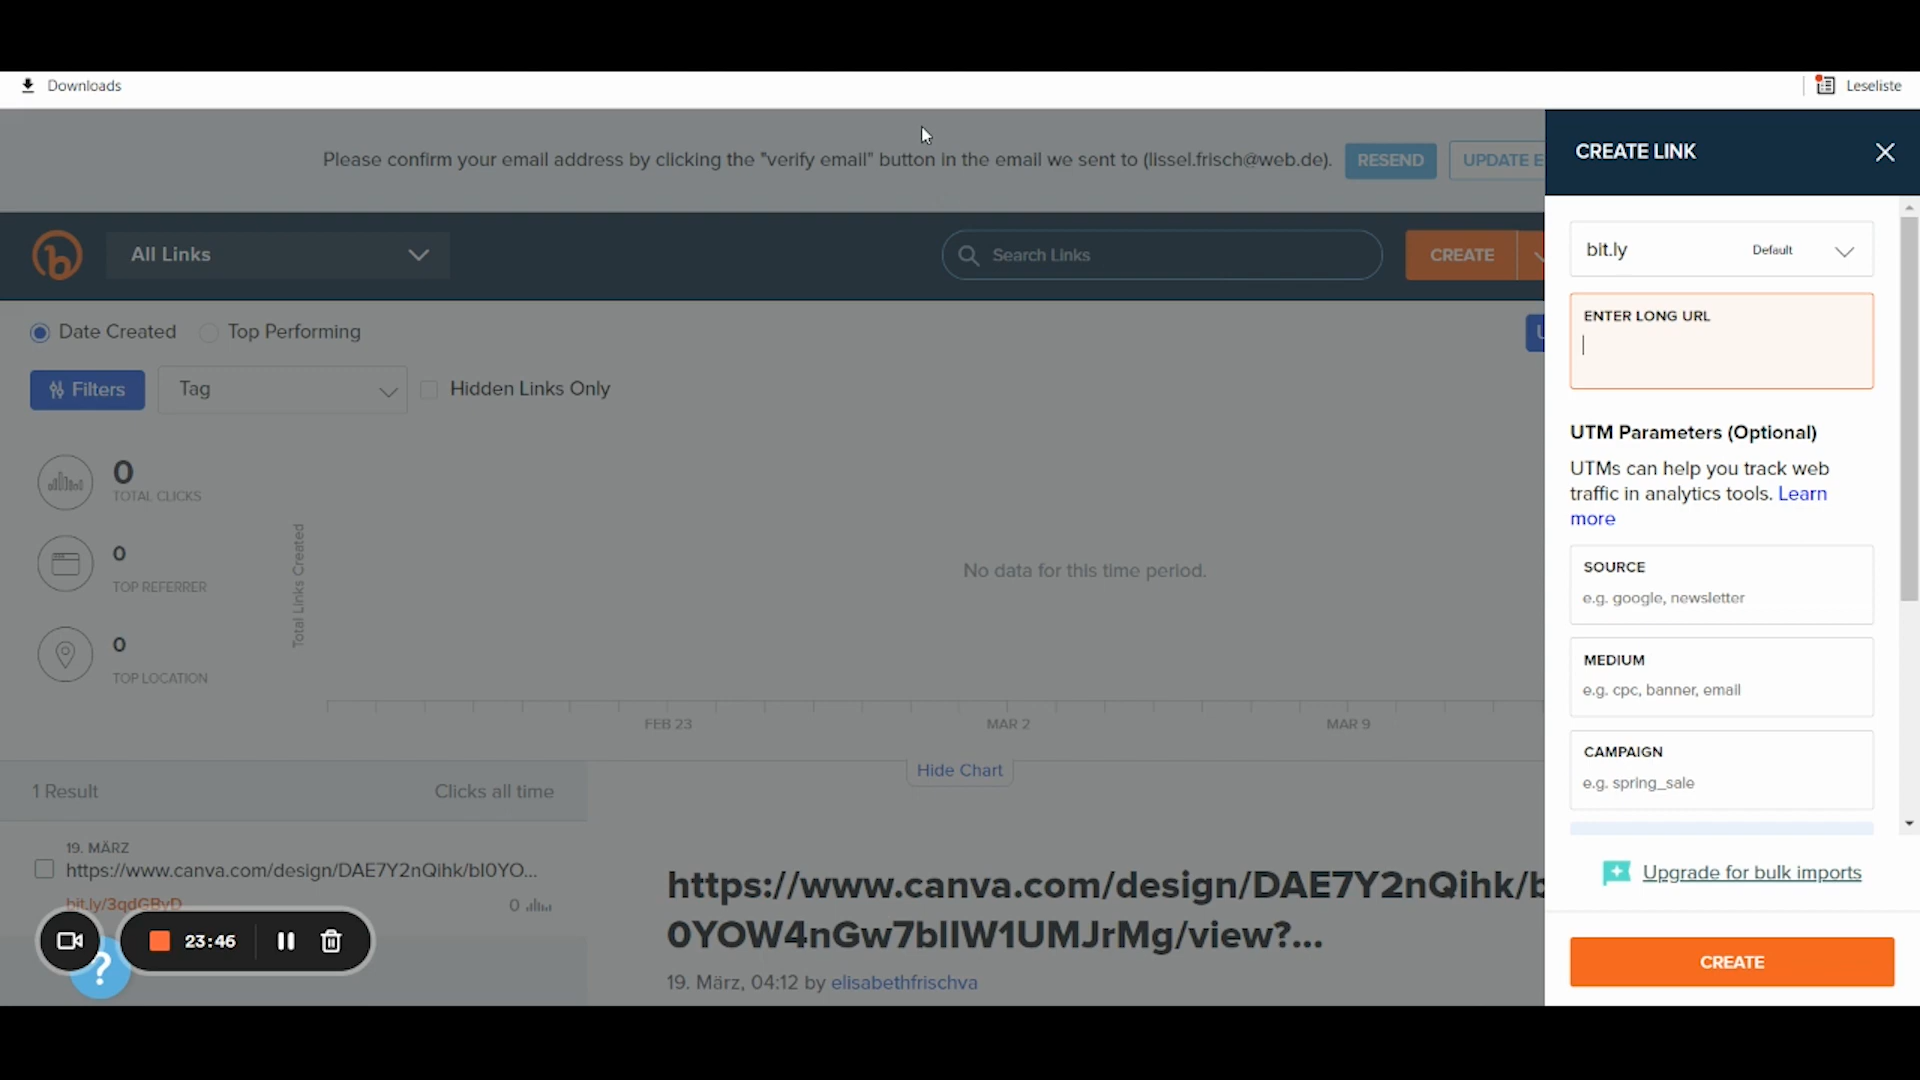 Downloads
Leseliste
Please confirm your email address by clicking the "verify email" button in the email we sent to (lissel.frisch@web.de).
RESEND
UPDATE E
CREATE LINK
All Links
Search Links
CREATE
bit.ly
Default
ENTER LONG URL
Date Created
Top Performing
Filters
Tag
Hidden Links Only
UTM Parameters (Optional)
UTMs can help you track web
traffic in analytics tools. Learn
more
0
TOTAL CLICKS
0
TOP REFERRER
0
TOP LOCATION
Total Links Created
No data for this time period.
FEB 23
MAR 2
MAR 9
SOURCE
e.g. google, newsletter
MEDIUM
e.g. cpc, banner, email
CAMPAIGN
e.g. spring_sale
Hide Chart
1 Result
Clicks all time
19. MÄRZ
https://www.canva.com/design/DAE7Y2nQihk/bl0YO...
bit.ly/3qdGByD
0
https://www.canva.com/design/DAE7Y2nQihk/b
0YOW4nGw7bIIW1UMJrMg/view?...
19. März, 04:12 by elisabethfrischva
Upgrade for bulk imports
CREATE
23:46
?